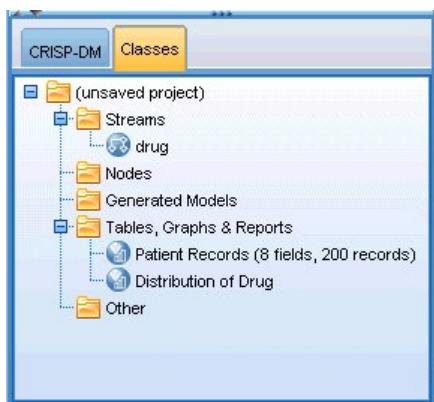 CRISP-DM Classes
(unsaved project)
Streams
drug
Nodes
Generated Models
Tables, Graphs & Reports
Patient Records (8 fields, 200 records)
Distribution of Drug
Other